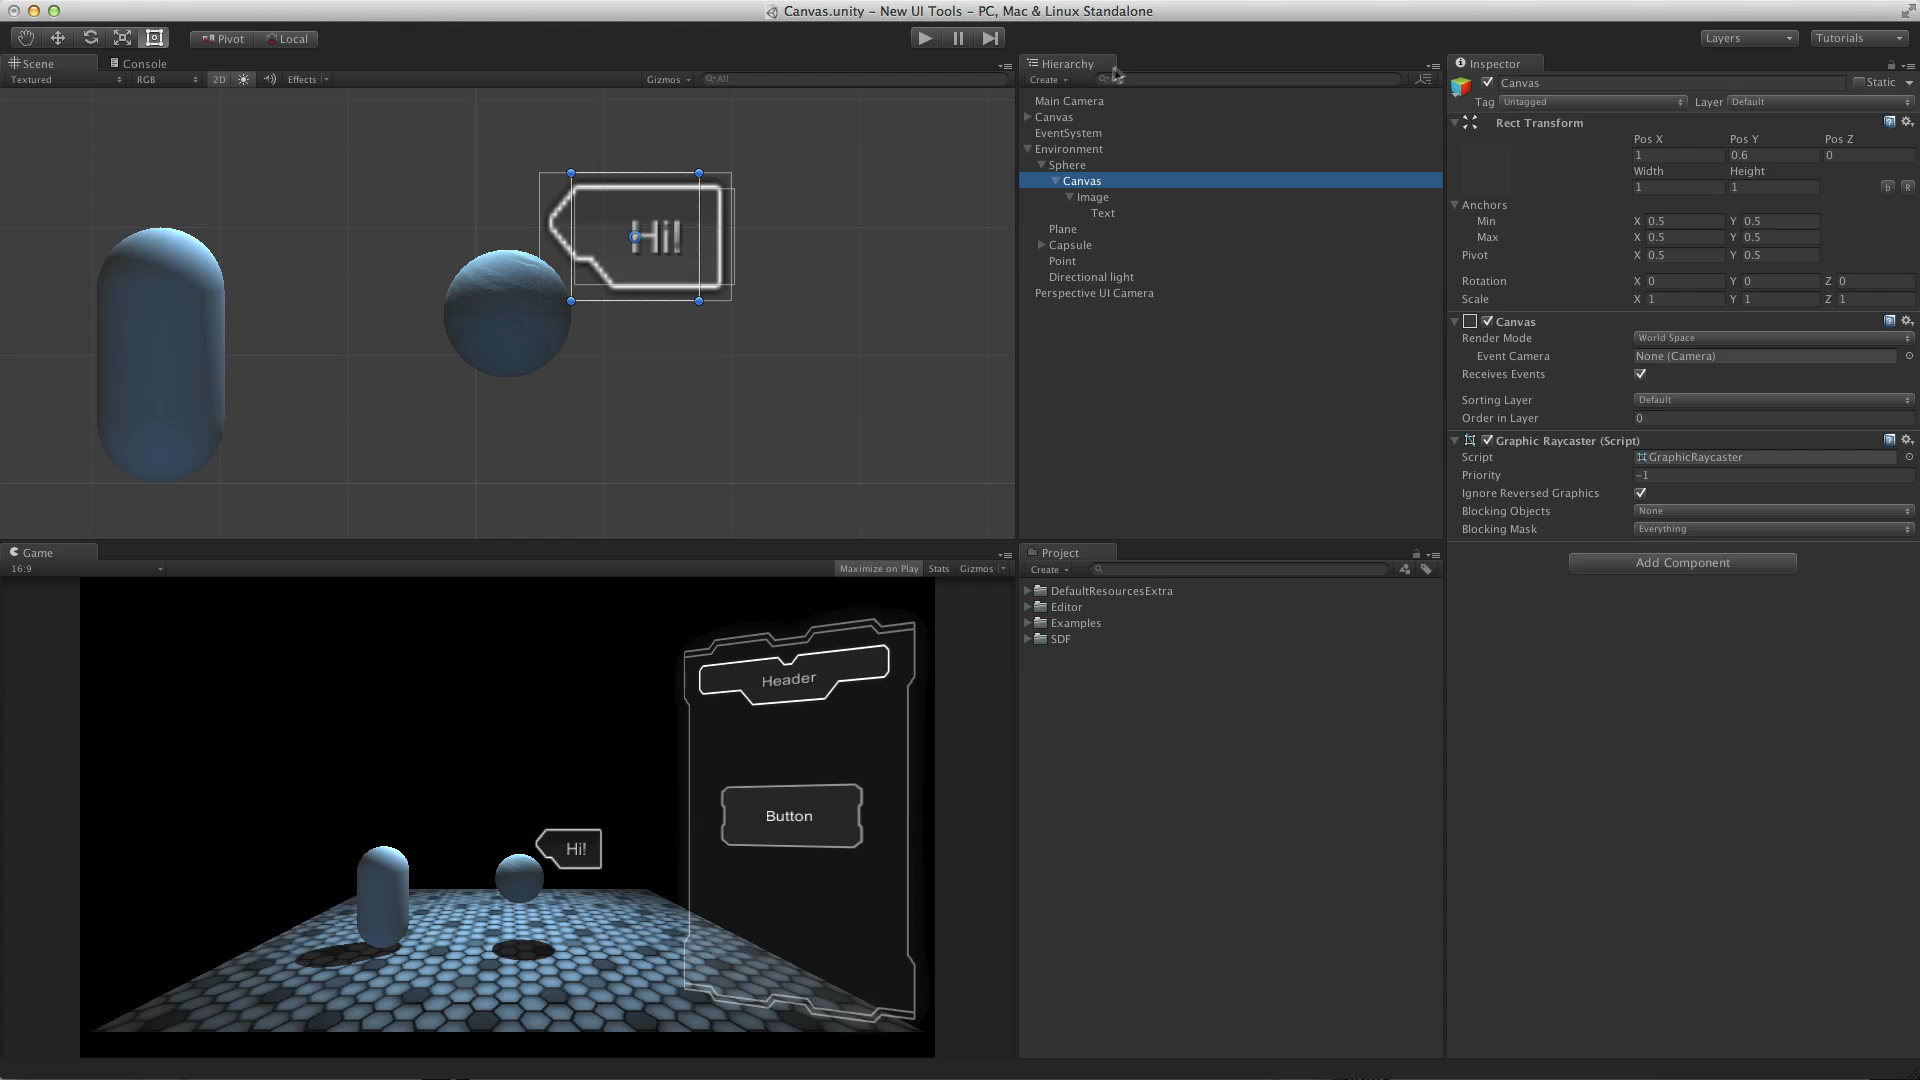 Canvas.unity - New UI Tools - PC, Mac & Linux Standalone
Pivot Local
Layers Tutorials
Scene Console
Textured RGB 2D Effects Gizmos All
Hi!
Game
16:9 Maximize on Play Stats Gizmos
Header
Button
Hi!
Hierarchy
Create
Main Camera
Canvas
EventSystem
Environment
Sphere
Canvas
Image
Text
Plane
Capsule
Point
Directional light
Perspective UI Camera
Project
Create
DefaultResourcesExtra
Editor
Examples
SDF
Inspector
Canvas Static
Tag Untagged Layer Default
Rect Transform
Pos X Pos Y Pos Z
1 0.6 0
Width Height
1 1 b R
Anchors
Min X 0.5 Y 0.5
Max X 0.5 Y 0.5
Pivot X 0.5 Y 0.5
Rotation X 0 Y 0 Z 0
Scale X 1 Y 1 Z 1
Canvas
Render Mode World Space
Event Camera None (Camera)
Receives Events
Sorting Layer Default
Order in Layer 0
Graphic Raycaster (Script)
Script GraphicRaycaster
Priority -1
Ignore Reversed Graphics
Blocking Objects None
Blocking Mask Everything
Add Component